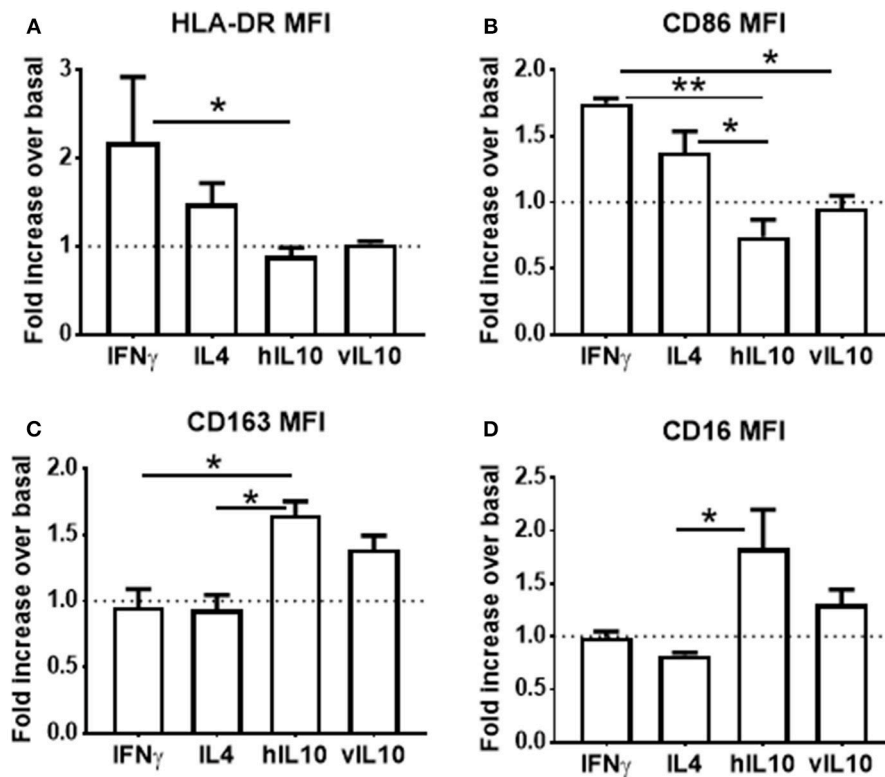 A
HLA-DR MFI
Fold increase over basal
3
2
1
0
*
IFNγ IL4 hIL10 vIL10
B
CD86 MFI
Fold increase over basal
2.0
1.5
1.0
0.5
0.0
*
**
*
IFNγ IL4 hIL10 vIL10
C
CD163 MFI
Fold increase over basal
2.0
1.5
1.0
0.5
0.0
*
*
IFNγ IL4 hIL10 vIL10
D
CD16 MFI
Fold increase over basal
2.5
2.0
1.5
1.0
0.5
0.0
*
IFNγ IL4 hIL10 vIL10